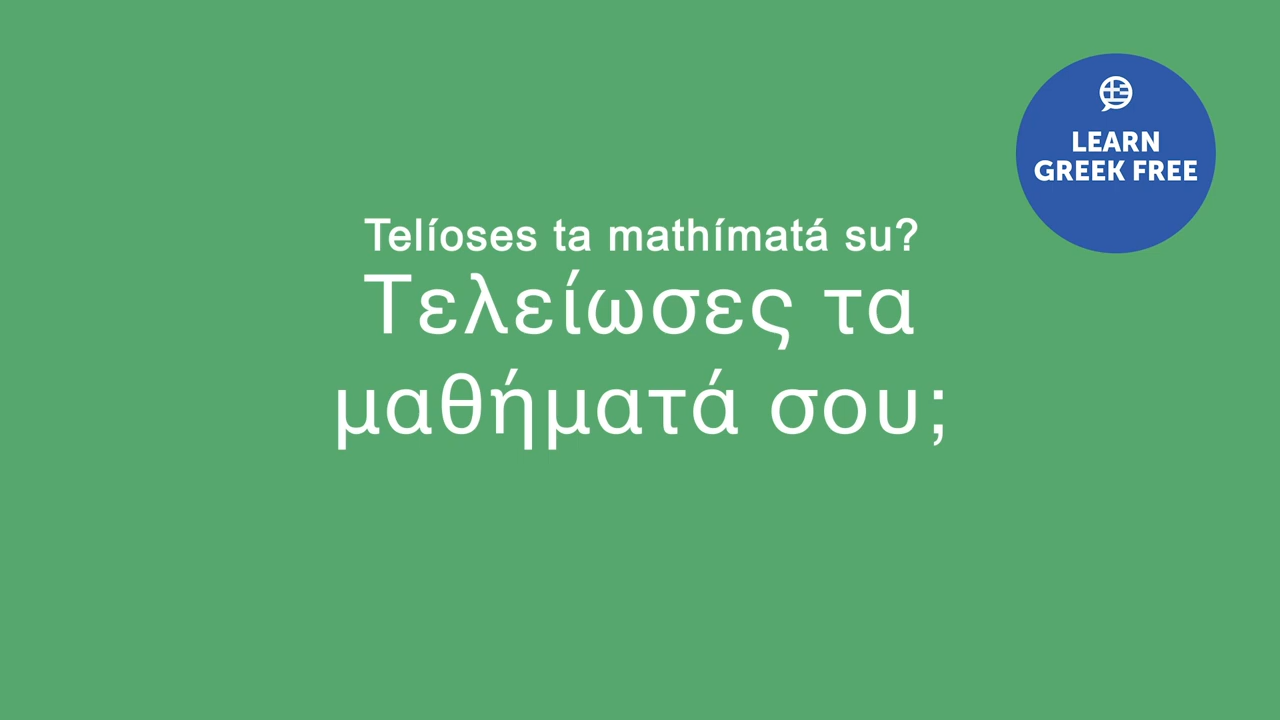 LEARN
GREEK FREE
Telíoses ta mathímatá su?
Τελείωσες τα
μαθήματά σου;